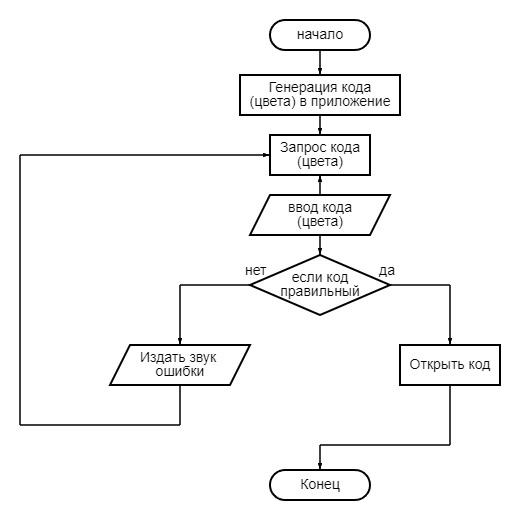 начало
Генерация кода
(цвета) в приложение
Запрос кода
(цвета)
ввод кода
(цвета)
нет
да
если код
правильный
Издать звук
ошибки
Открыть код
Конец